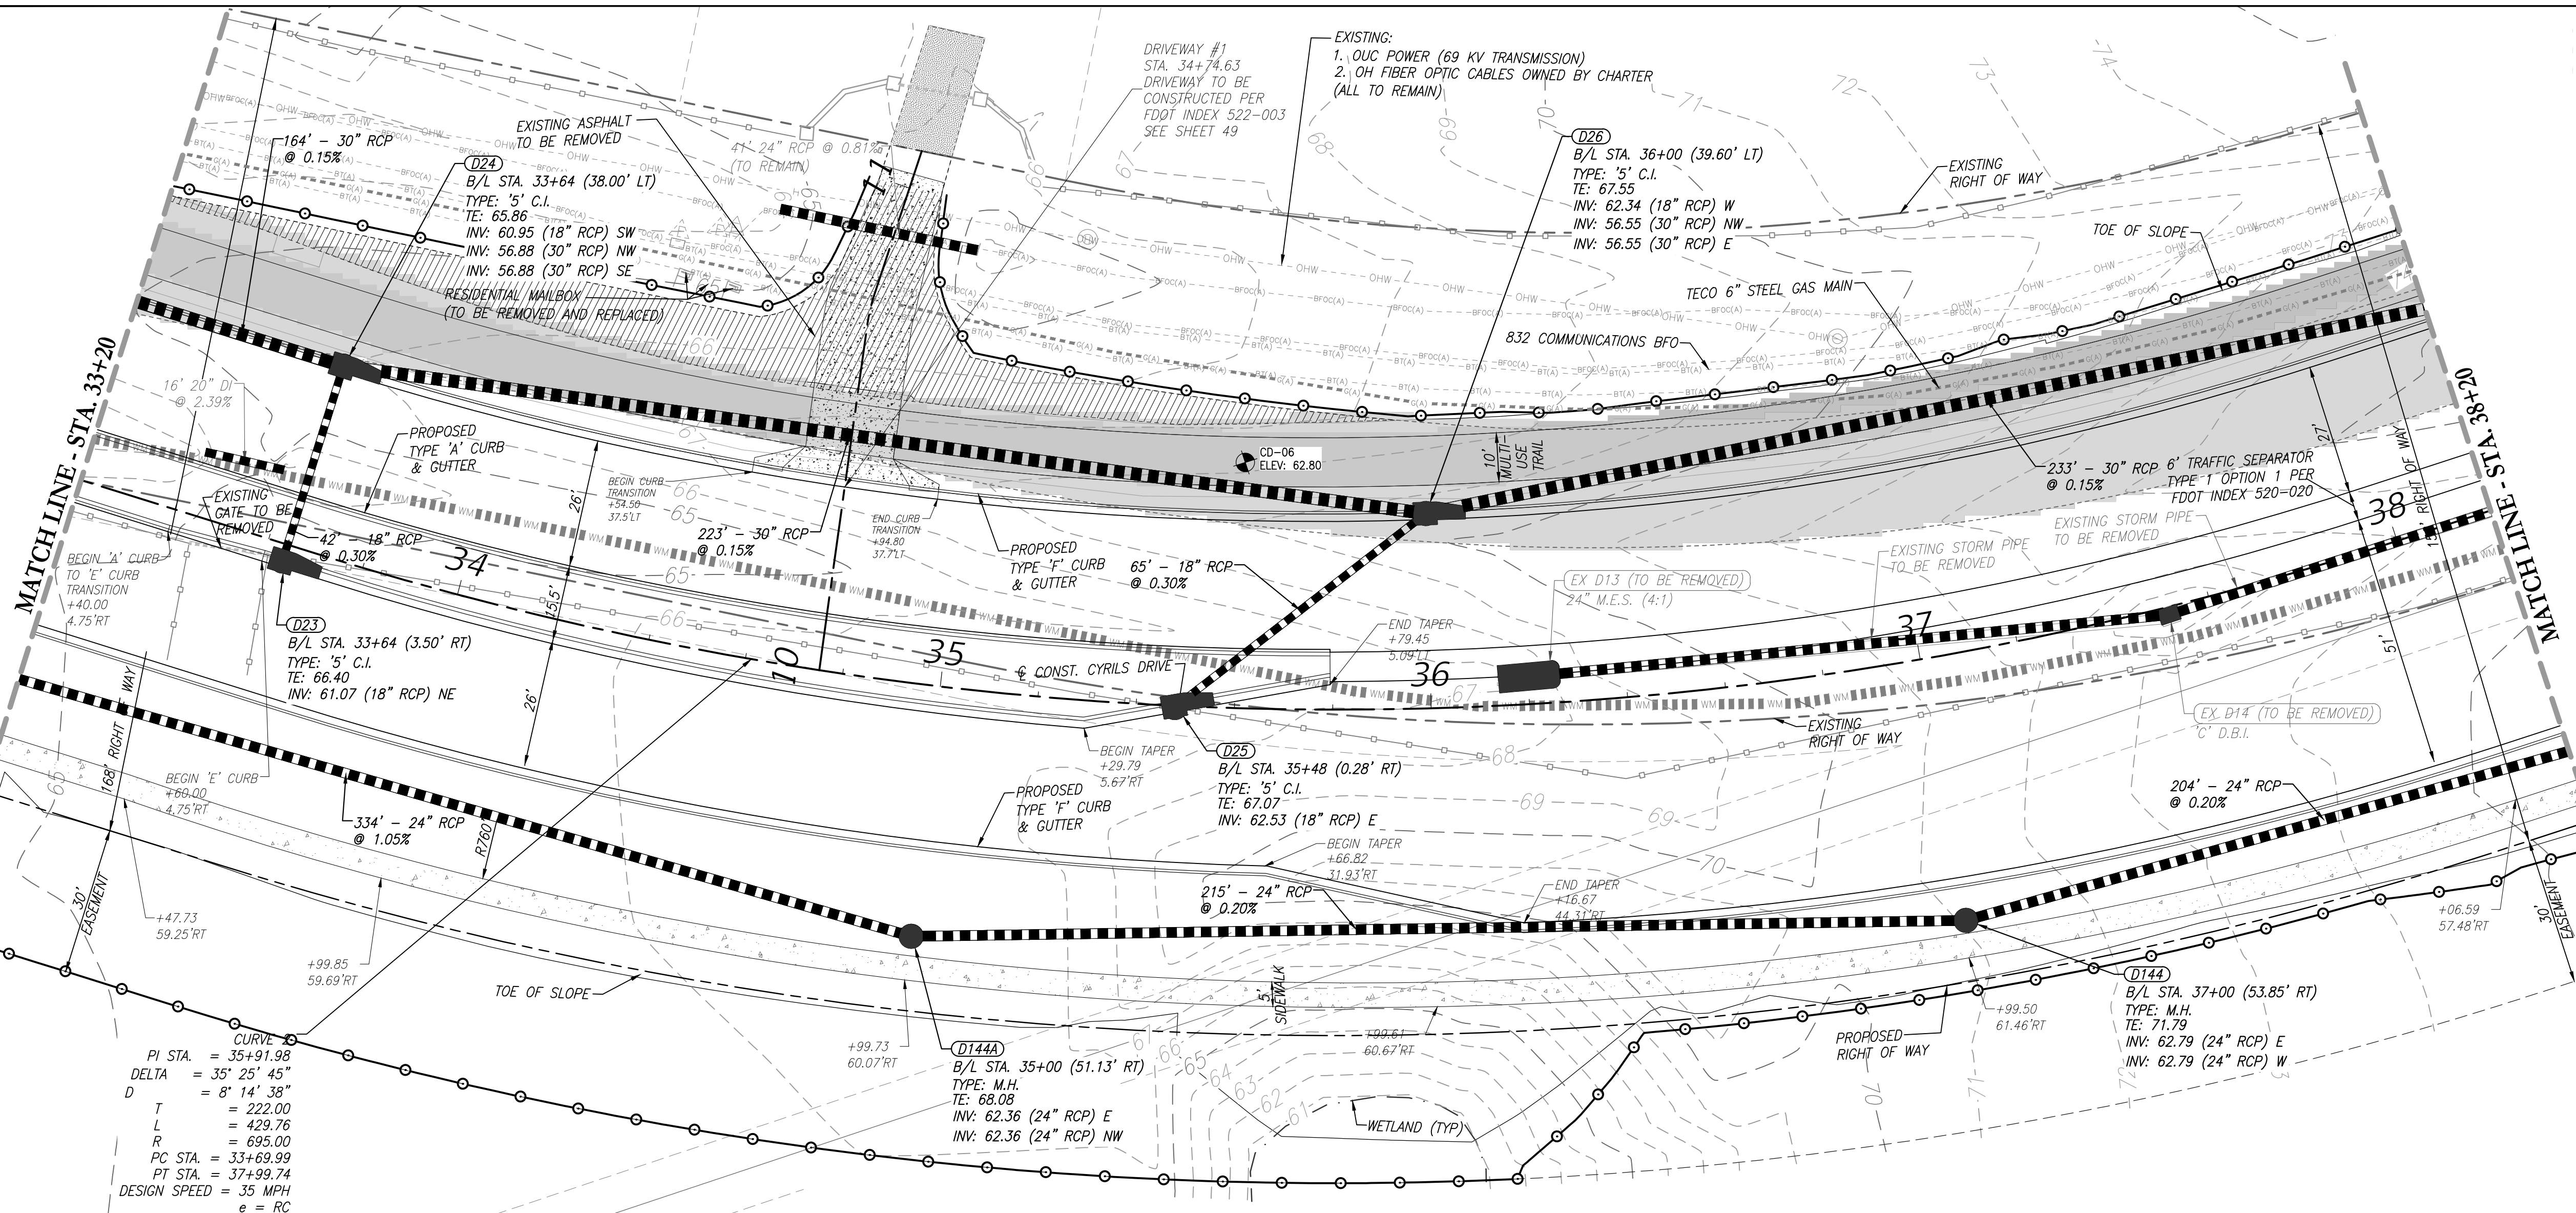 MATCH LINE - STA. 33+20
164' - 30" RCP
@ 0.15%
D24
B/L STA. 33+64 (38.00' LT)
TYPE: '5' C.I.
TE: 65.86
INV: 60.95 (18" RCP) SW
INV: 56.88 (30" RCP) NW
INV: 56.88 (30" RCP) SE
EXISTING ASPHALT
TO BE REMOVED
41' 24" RCP @ 0.81%
(TO REMAIN)
RESIDENTIAL MAILBOX
(TO BE REMOVED AND REPLACED)
11
DRIVEWAY #1
STA. 34+74.63
DRIVEWAY TO BE
CONSTRUCTED PER
FDOT INDEX 522-003
SEE SHEET 49
EXISTING:
1. OUC POWER (69 KV TRANSMISSION)
2. OH FIBER OPTIC CABLES OWNED BY CHARTER
(ALL TO REMAIN)
D26
B/L STA. 36+00 (39.60' LT)
TYPE: '5' C.I.
TE: 67.55
INV: 62.34 (18" RCP) W
INV: 56.55 (30" RCP) NW
INV: 56.55 (30" RCP) E
EXISTING
RIGHT OF WAY
TOE OF SLOPE
TECO 6" STEEL GAS MAIN
832 COMMUNICATIONS BFO
16' 20" DI
@ 2.39%
PROPOSED
TYPE 'A' CURB
& GUTTER
EXISTING
GATE TO BE
REMOVED
42' - 18" RCP
@ 0.30%
34
26'
15.5'
26'
BEGIN CURB
TRANSITION
+54.50
37.5'LT
223' - 30" RCP
@ 0.15%
END CURB
TRANSITION
+94.80
37.7'LT
CD-06
ELEV: 62.80
10'
MULTI-
USE
TRAIL
PROPOSED
TYPE 'F' CURB
& GUTTER
65' - 18" RCP
@ 0.30%
233' - 30" RCP
@ 0.15%
6' TRAFFIC SEPARATOR
TYPE 1 OPTION 1 PER
FDOT INDEX 520-020
27'
RIGHT OF WAY
38
MATCH LINE - STA. 38+20
EXISTING STORM PIPE
TO BE REMOVED
EXISTING STORM PIPE
TO BE REMOVED
EX D13 (TO BE REMOVED)
24" M.E.S. (4:1)
37
51'
BEGIN 'A' CURB
TO 'E' CURB
TRANSITION
+40.00
4.75'RT
D23
B/L STA. 33+64 (3.50' RT)
TYPE: '5' C.I.
TE: 66.40
INV: 61.07 (18" RCP) NE
10
35
℄ CONST. CYRILS DRIVE
END TAPER
+79.45
5.09'LT
36
EXISTING
RIGHT OF WAY
EX D14 (TO BE REMOVED)
'C' D.B.I.
168' RIGHT OF WAY
BEGIN 'E' CURB
+60.00
4.75'RT
BEGIN TAPER
+29.79
5.67'RT
D25
B/L STA. 35+48 (0.28' RT)
TYPE: '5' C.I.
TE: 67.07
INV: 62.53 (18" RCP) E
PROPOSED
TYPE 'F' CURB
& GUTTER
204' - 24" RCP
@ 0.20%
334' - 24" RCP
@ 1.05%
R760'
BEGIN TAPER
+66.82
31.93'RT
215' - 24" RCP
@ 0.20%
END TAPER
+16.67
44.31'RT
30'
EASEMENT
+47.73
59.25'RT
+99.85
59.69'RT
TOE OF SLOPE
5'
SIDEWALK
+06.59
57.48'RT
30'
EASEMENT
+99.73
60.07'RT
D144A
B/L STA. 35+00 (51.13' RT)
TYPE: M.H.
TE: 68.08
INV: 62.36 (24" RCP) E
INV: 62.36 (24" RCP) NW
+99.61
60.67'RT
WETLAND (TYP)
PROPOSED
RIGHT OF WAY
+99.50
61.46'RT
D144
B/L STA. 37+00 (53.85' RT)
TYPE: M.H.
TE: 71.79
INV: 62.79 (24" RCP) E
INV: 62.79 (24" RCP) W
CURVE 2
PI STA. = 35+91.98
DELTA = 35° 25' 45"
D = 8° 14' 38"
T = 222.00
L = 429.76
R = 695.00
PC STA. = 33+69.99
PT STA. = 37+99.74
DESIGN SPEED = 35 MPH
e = RC